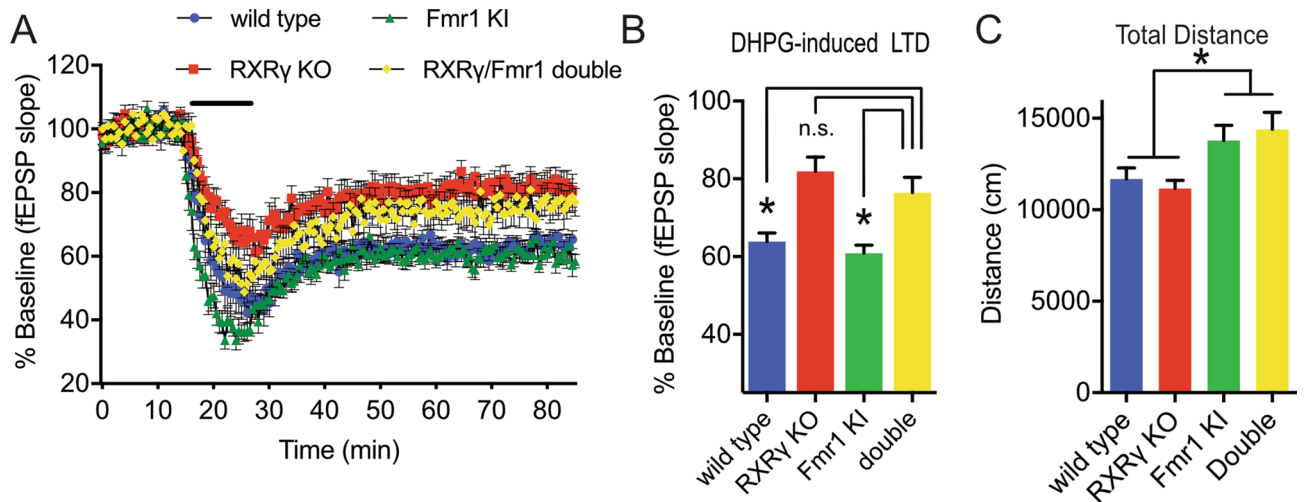 A
wild type
Fmr1 KI
RXRγ KO
RXRγ/Fmr1 double
% Baseline (fEPSP slope)
120
100
80
60
40
20
0 10 20 30 40 50 60 70 80
Time (min)
B
DHPG-induced LTD
% Baseline (fEPSP slope)
100
80
60
40
n.s.
*
*
wild type
RXRγ KO
Fmr1 KI
double
C
Total Distance
*
Distance (cm)
15000
10000
5000
0
wild type
RXRγ KO
Fmr1 KI
Double